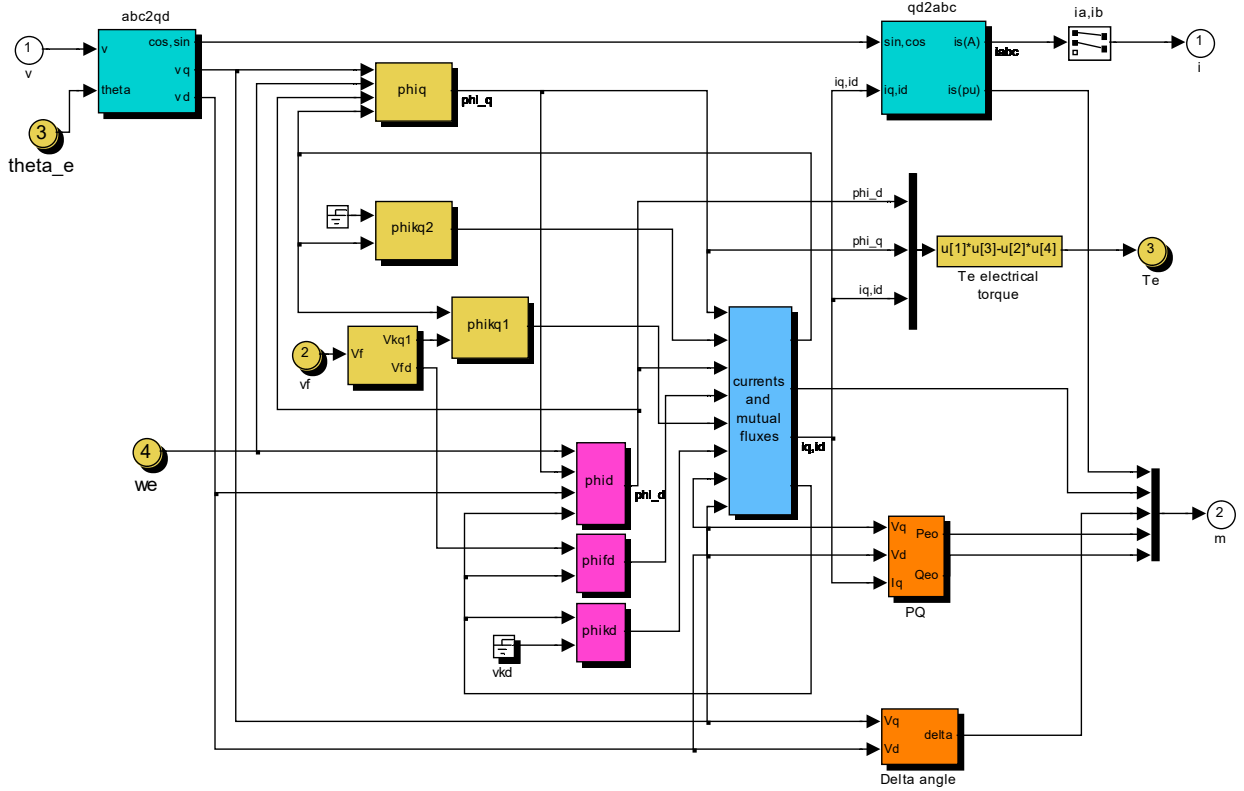 abc2qd
qd2abc
ia,ib
1
v
v
theta
cos,sin
vq
vd
sin,cos
iq,id
is(A)
is(pu)
iabc
1
i
iq,id
3
theta_e
phiq
phi_q
phikq2
phi_d
phi_q
iq,id
u[1]*u[3]-u[2]*u[4]
Te electrical
torque
3
Te
phikq1
2
vf
Vf
Vkq1
Vfd
currents
and
mutual
fluxes
iq,id
4
we
phid
phi_d
phifd
phikd
vkd
Vq
Vd
Iq
Peo
Qeo
PQ
2
m
Vq
Vd
delta
Delta angle